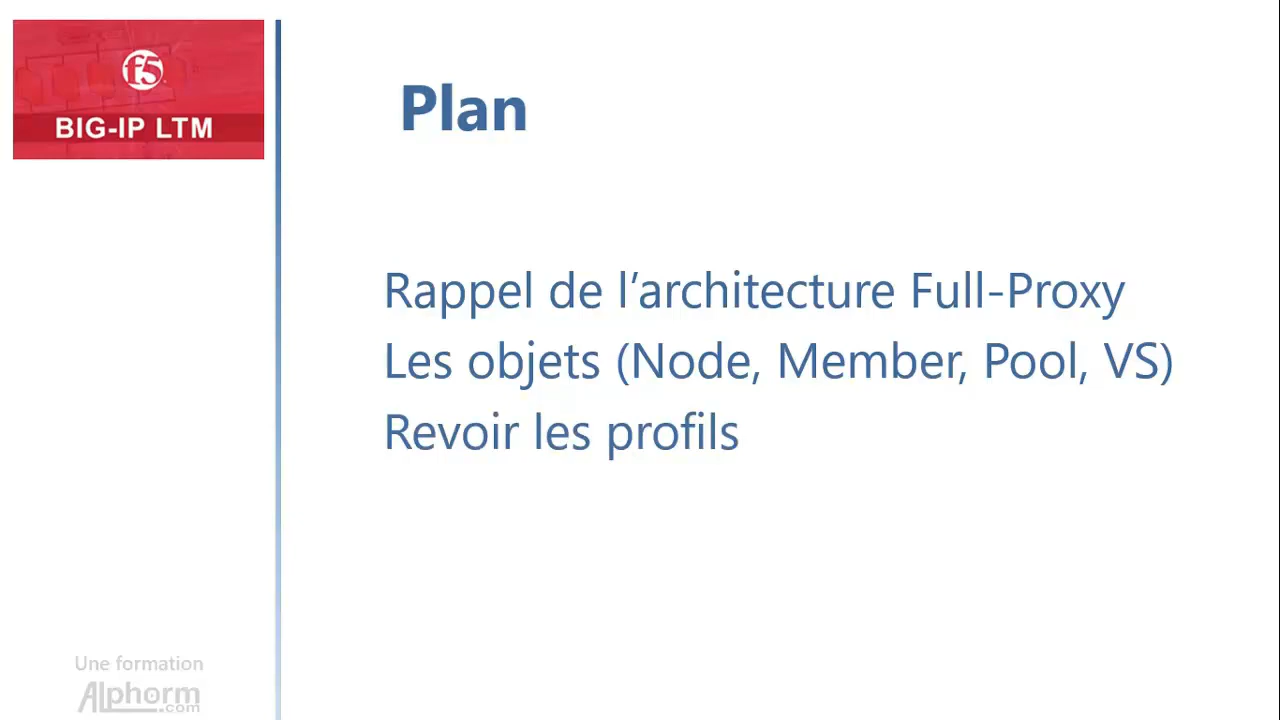 f5
BIG-IP LTM
Plan
Rappel de l’architecture Full-Proxy
Les objets (Node, Member, Pool, VS)
Revoir les profils
Une formation
Alphorm
.com